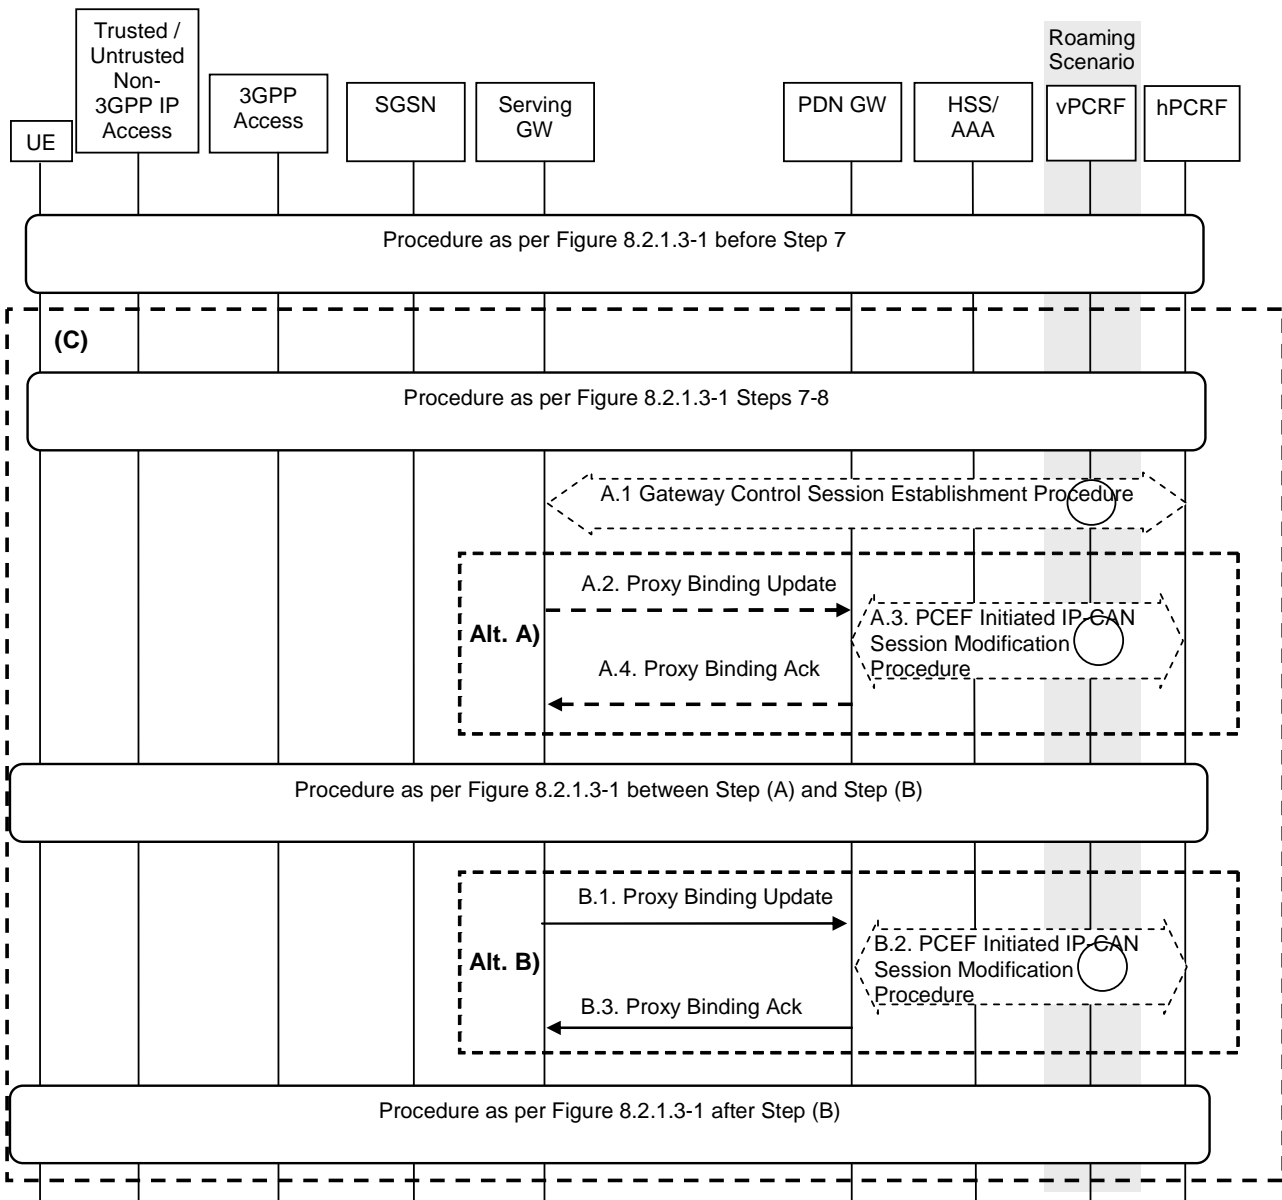 Trusted /
Untrusted
Non-
3GPP IP
Access
Roaming
Scenario
UE
3GPP
Access
SGSN
Serving
GW
PDN GW
HSS/
AAA
vPCRF
hPCRF
Procedure as per Figure 8.2.1.3-1 before Step 7
(C)
Procedure as per Figure 8.2.1.3-1 Steps 7-8
A.1 Gateway Control Session Establishment Procedure
A.2. Proxy Binding Update
Alt. A)
A.3. PCEF Initiated IP-CAN
Session Modification
Procedure
A.4. Proxy Binding Ack
Procedure as per Figure 8.2.1.3-1 between Step (A) and Step (B)
B.1. Proxy Binding Update
Alt. B)
B.2. PCEF Initiated IP-CAN
Session Modification
Procedure
B.3. Proxy Binding Ack
Procedure as per Figure 8.2.1.3-1 after Step (B)